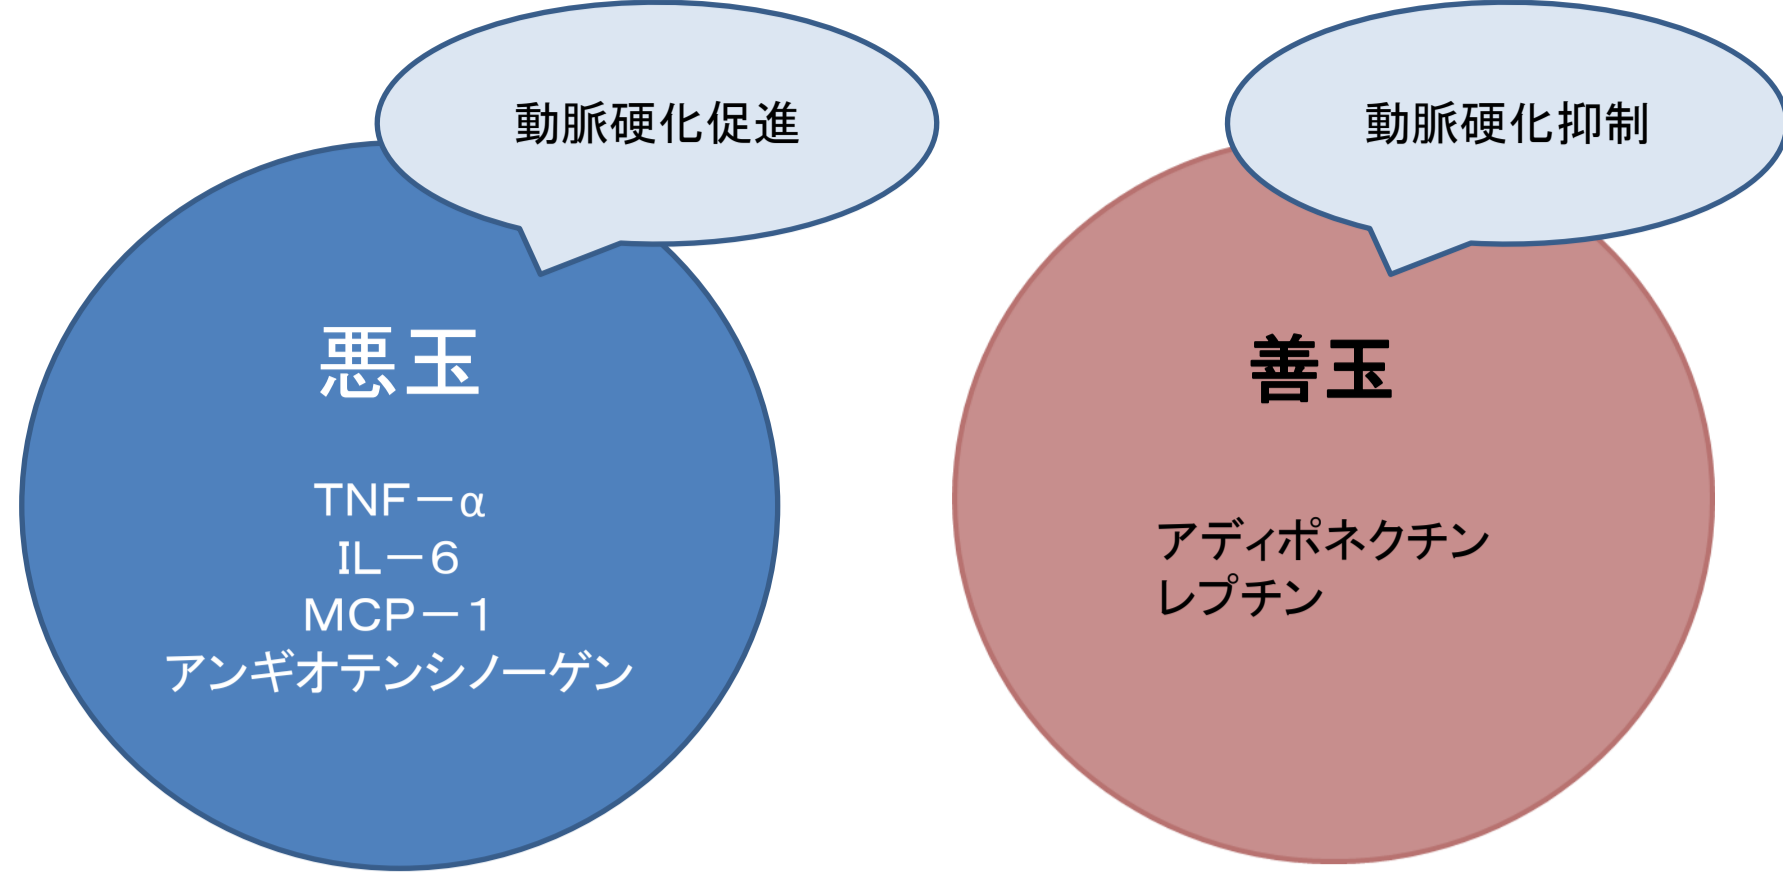 動脈硬化促進
悪玉
TNF－α
IL－6
MCP－1
アンギオテンシノーゲン
動脈硬化抑制
善玉
アディポネクチン
レプチン